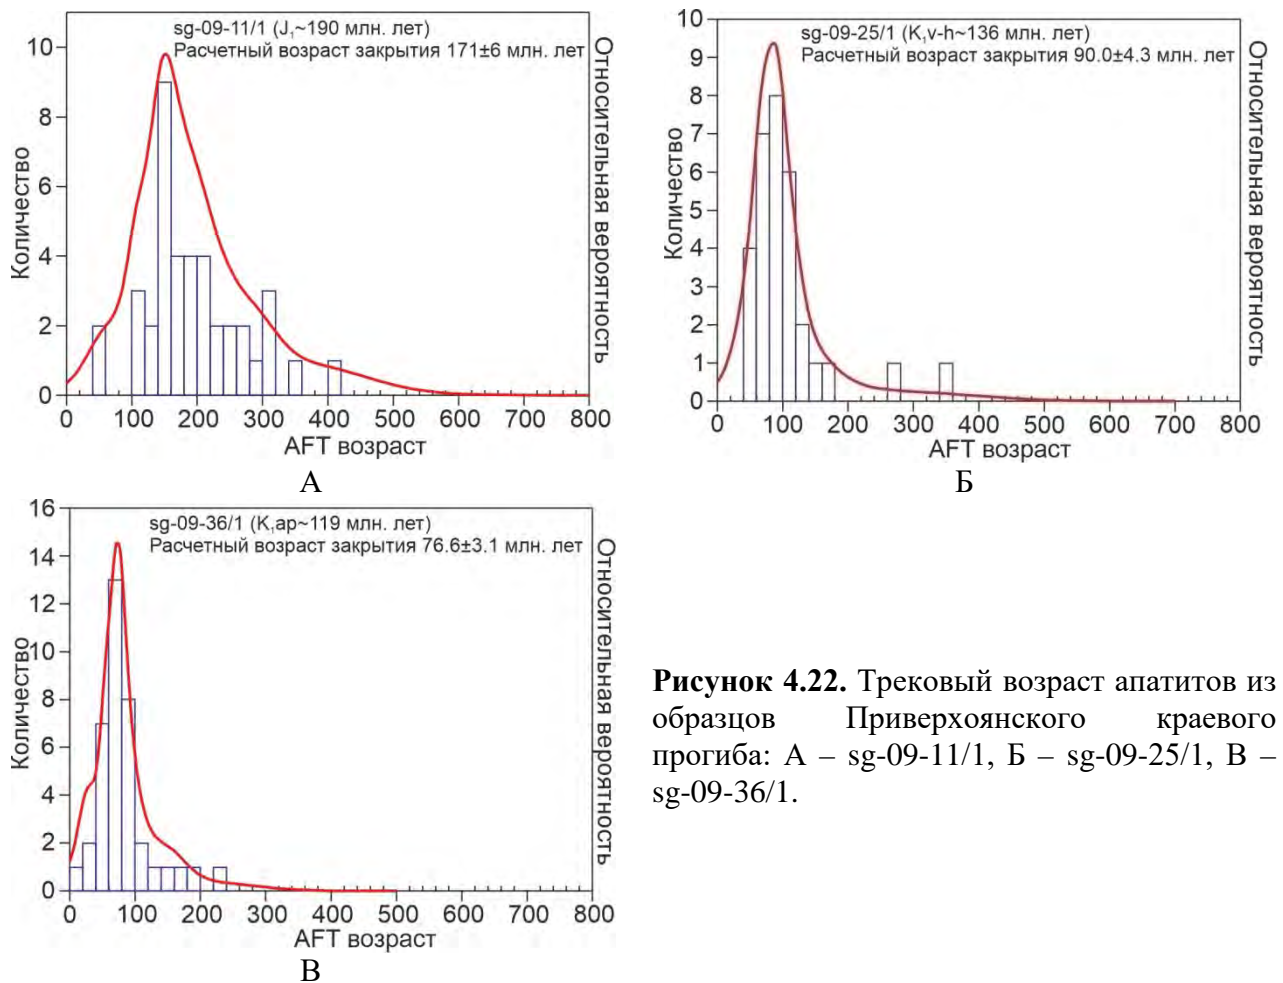 sg-09-11/1 (J,~190 млн. лет)
Расчетный возраст закрытия 171±6 млн. лет
Количество
10
8
6
4
2
0
0 100 200 300 400 500 600 700 800
AFT возраст
Относительная вероятность
А
sg-09-25/1 (K,v-h~136 млн. лет)
Расчетный возраст закрытия 90.0±4.3 млн. лет
Количество
10
9
8
7
6
5
4
3
2
1
0
0 100 200 300 400 500 600 700 800
AFT возраст
Относительная вероятность
Б
sg-09-36/1 (K,ap~119 млн. лет)
Расчетный возраст закрытия 76.6±3.1 млн. лет
Количество
16
14
12
10
8
6
4
2
0
0 100 200 300 400 500 600 700 800
AFT возраст
Относительная вероятность
В
Рисунок 4.22. Трековый возраст апатитов из
образцов Приверхоянского краевого
прогиба: А – sg-09-11/1, Б – sg-09-25/1, В –
sg-09-36/1.